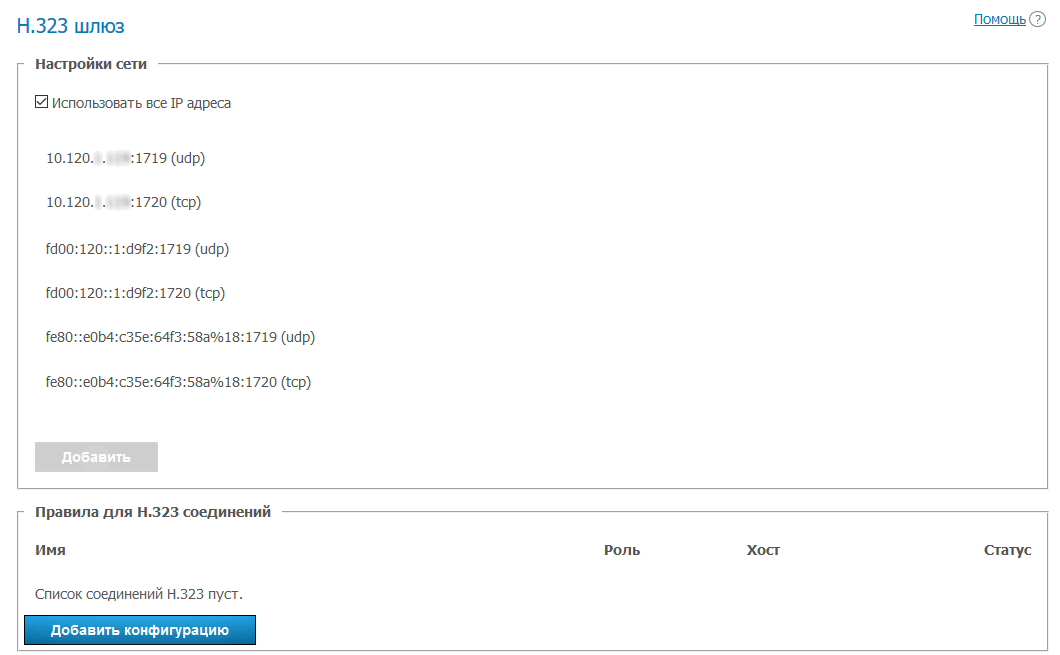 H.323 шлюз
Помощь ?
Настройки сети
Использовать все IP адреса
10.120. . :1719 (udp)
10.120. . :1720 (tcp)
fd00:120::1:d9f2:1719 (udp)
fd00:120::1:d9f2:1720 (tcp)
fe80::e0b4:c35e:64f3:58a%18:1719 (udp)
fe80::e0b4:c35e:64f3:58a%18:1720 (tcp)
Добавить
Правила для H.323 соединений
Имя Роль Хост Статус
Список соединений H.323 пуст.
Добавить конфигурацию